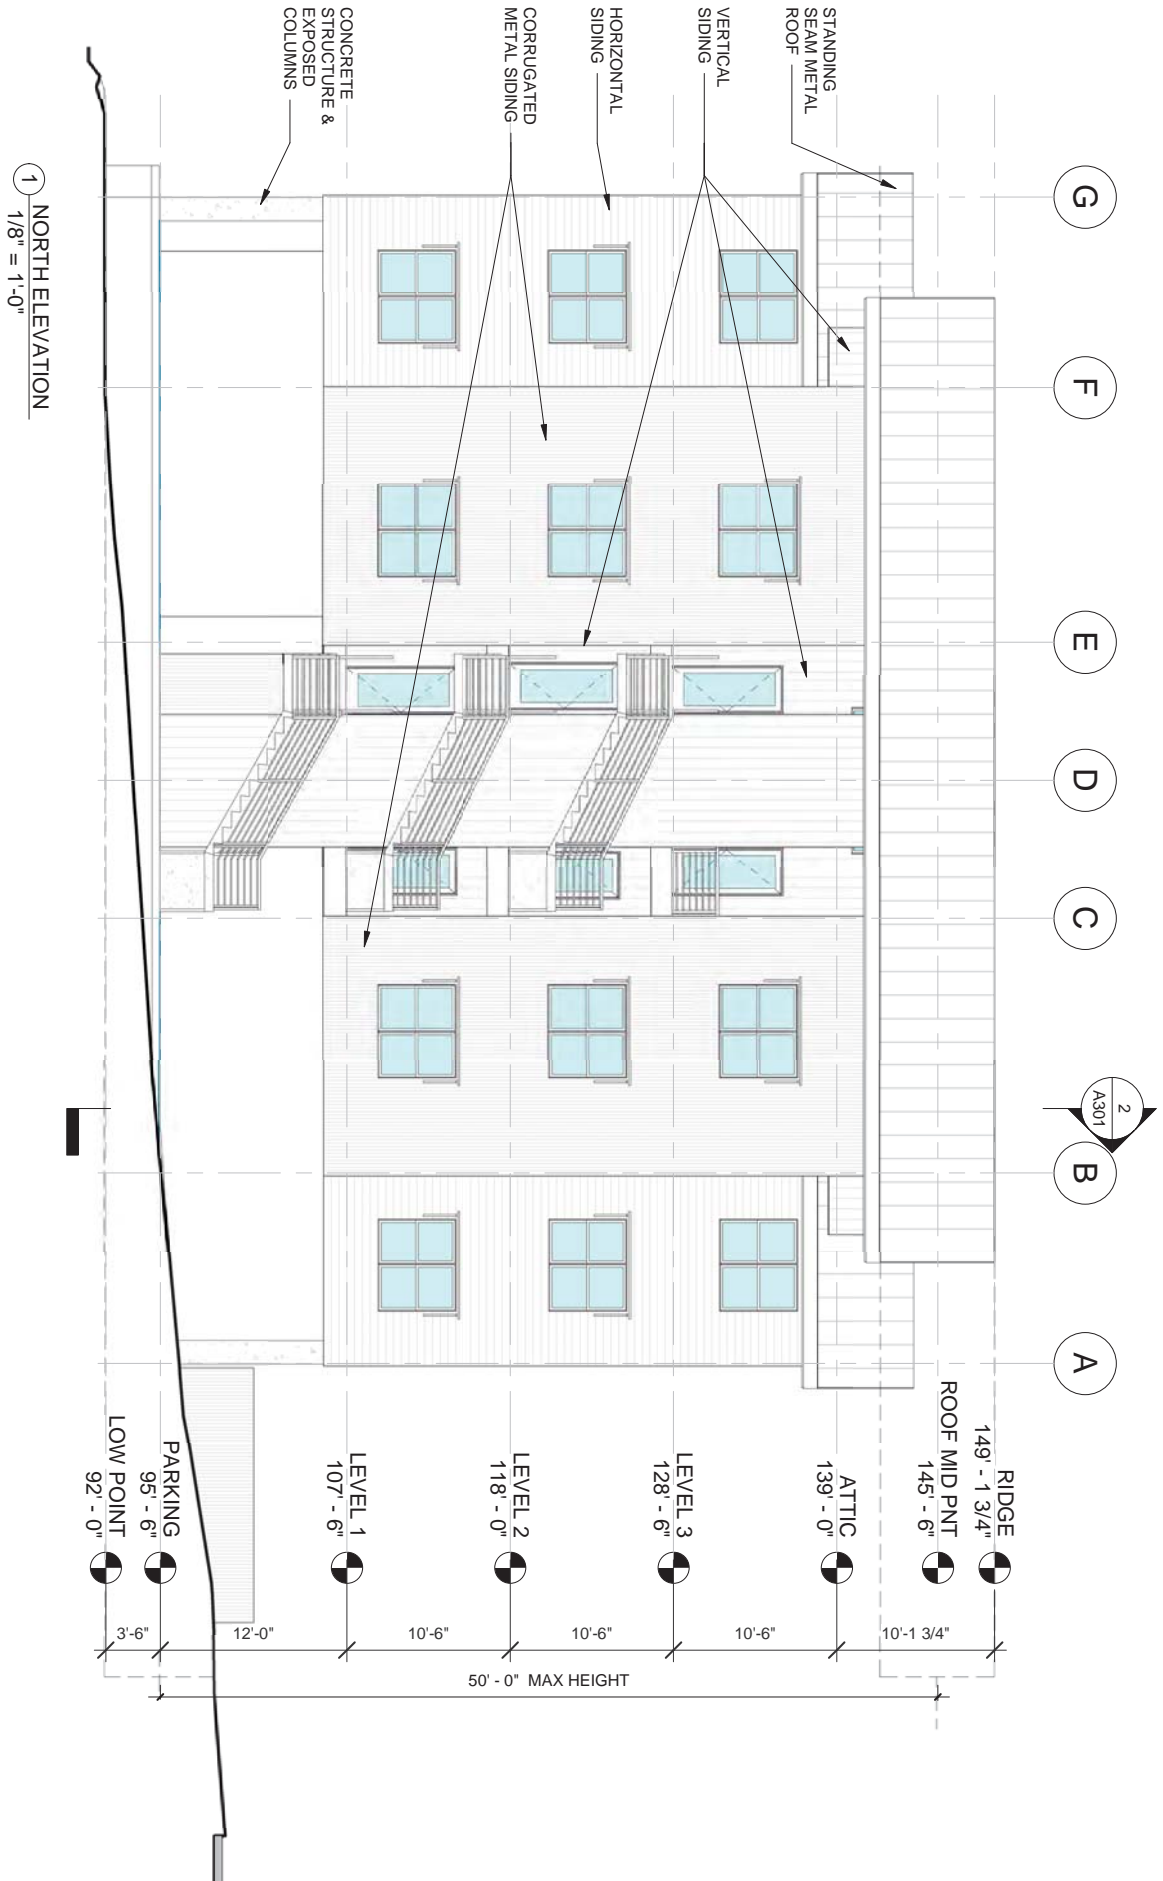 G
F
E
D
C
2
A301
B
A
STANDING
SEAM METAL
ROOF
VERTICAL
SIDING
HORIZONTAL
SIDING
CORRUGATED
METAL SIDING
CONCRETE
STRUCTURE &
EXPOSED
COLUMNS
RIDGE
149' - 1 3/4"
ROOF MID PNT
145' - 6"
ATTIC
139' - 0"
LEVEL 3
128' - 6"
LEVEL 2
118' - 0"
LEVEL 1
107' - 6"
PARKING
95' - 6"
LOW POINT
92' - 0"
10'-1 3/4"
10'-6"
10'-6"
10'-6"
12'-0"
3'-6"
50' - 0" MAX HEIGHT
1
NORTH ELEVATION
1/8" = 1'-0"